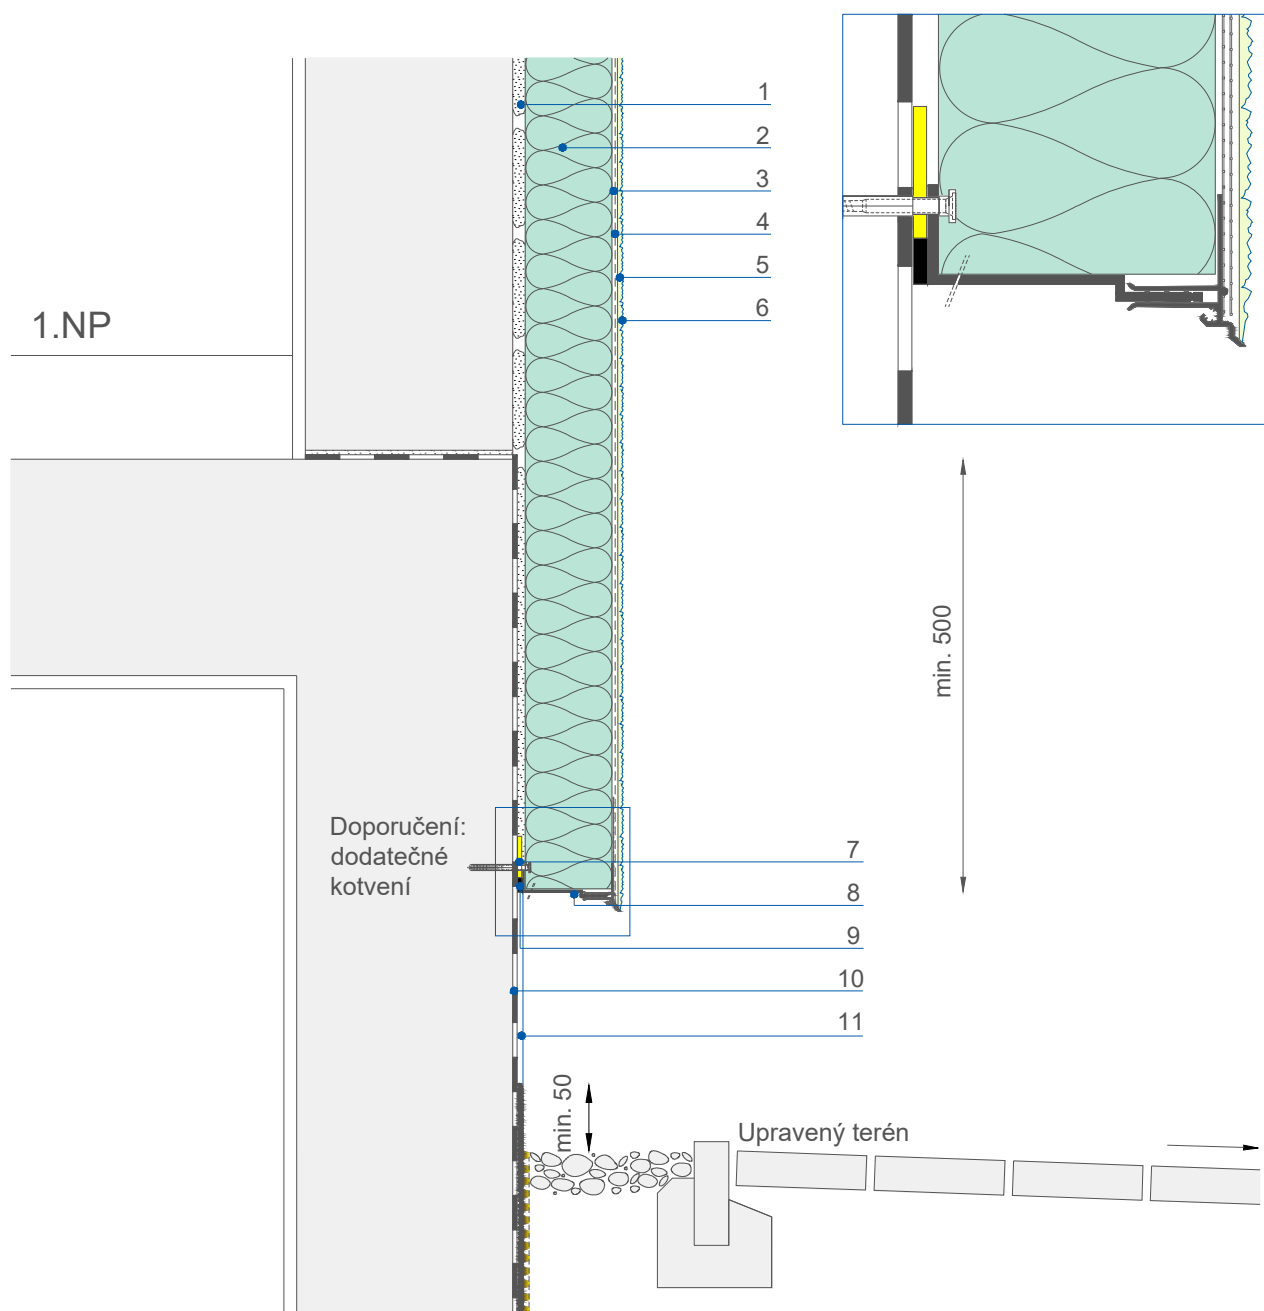 1
2
3
4
5
6
1.NP
min. 500
Doporučení:
dodatečné
kotvení
7
8
9
10
11
min. 50
Upravený terén